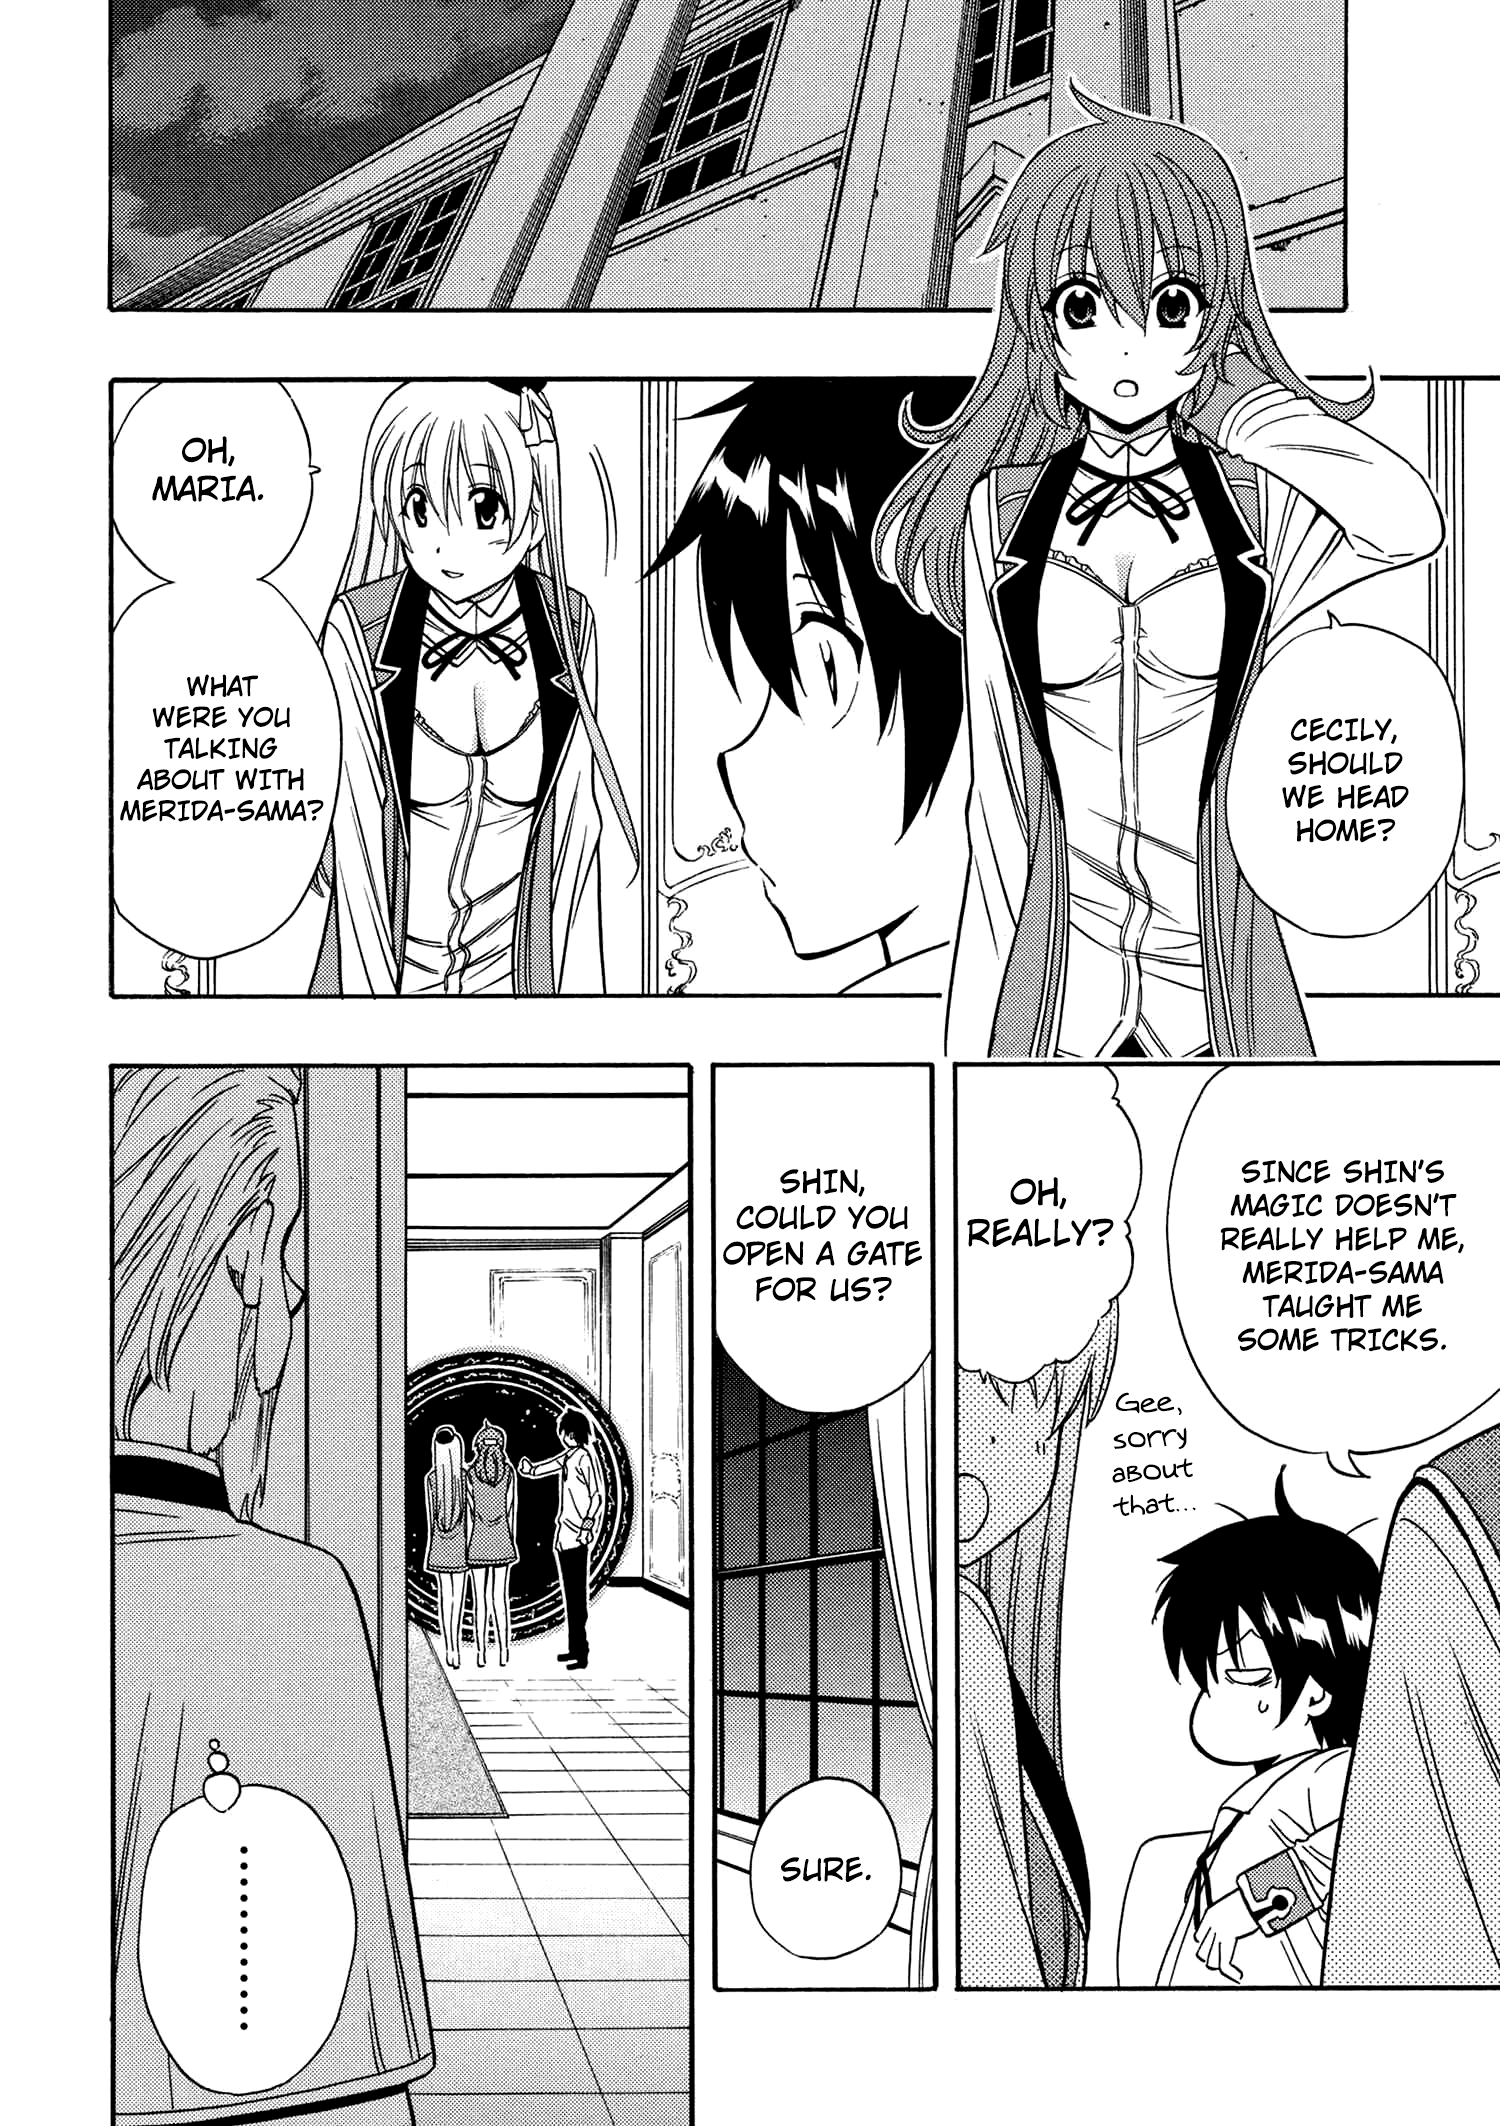 CECILY,
SHOULD
WE HEAD
HOME?
OH,
MARIA.
WHAT
WERE YOU
TALKING
ABOUT WITH
MERIDA-SAMA?
SINCE SHIN'S
MAGIC DOESN'T
REALLY HELP ME,
MERIDA-SAMA
TAUGHT ME
SOME TRICKS.
Gee,
sorry
about
that...
OH,
REALLY?
SHIN,
COULD YOU
OPEN A GATE
FOR US?
SURE.
...........